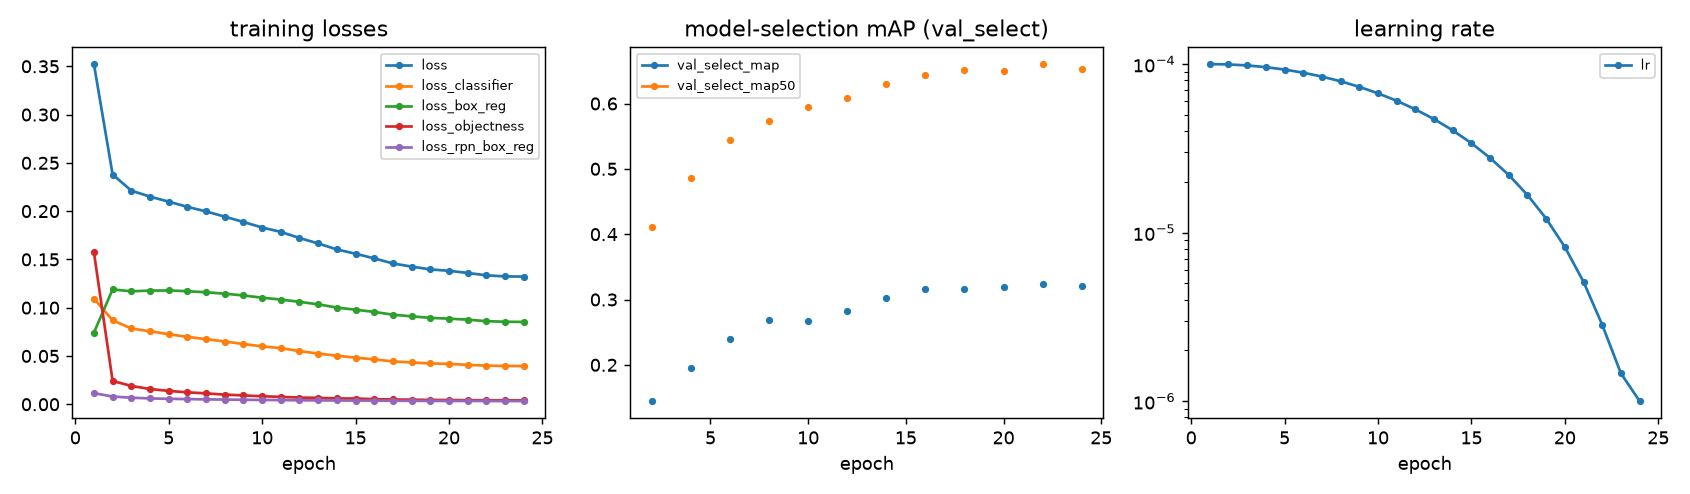 training losses
loss
loss_classifier
loss_box_reg
loss_objectness
loss_rpn_box_reg
0.35
0.30
0.25
0.20
0.15
0.10
0.05
0.00
0 5 10 15 20 25
epoch
model-selection mAP (val_select)
val_select_map
val_select_map50
0.6
0.5
0.4
0.3
0.2
5 10 15 20 25
epoch
learning rate
lr
10⁻⁴
10⁻⁵
10⁻⁶
0 5 10 15 20 25
epoch